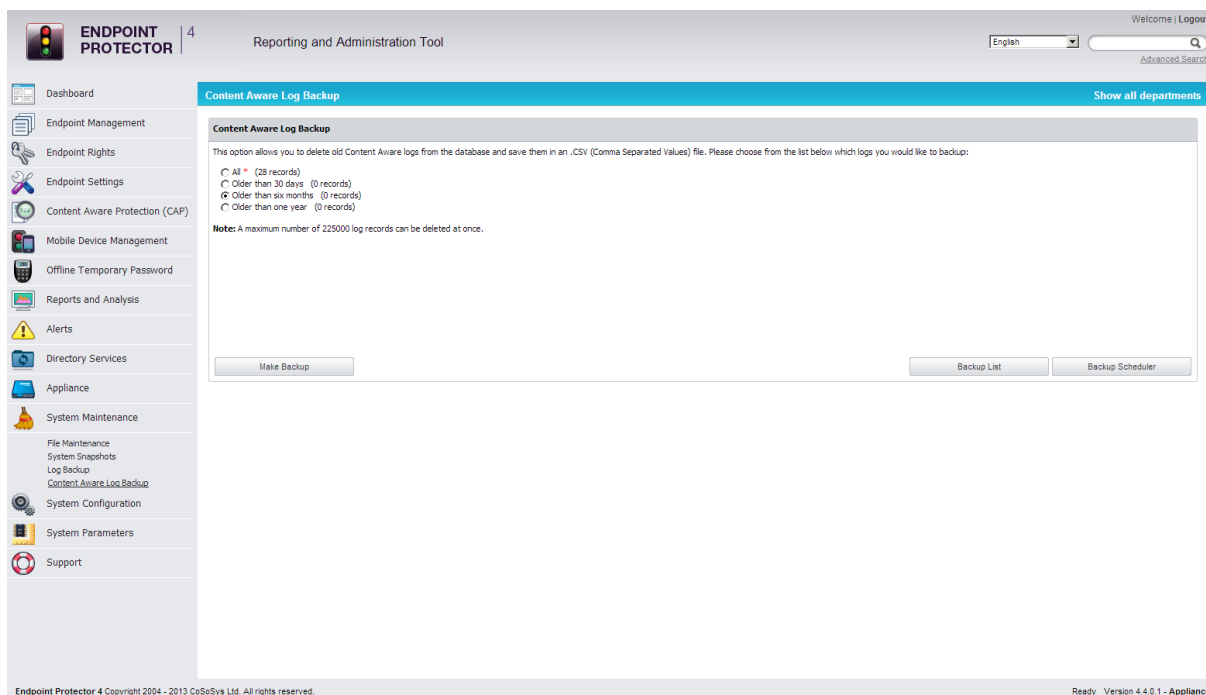 Welcome | Logou
ENDPOINT PROTECTOR 4
Reporting and Administration Tool
English
Advanced Searc
Dashboard
Endpoint Management
Endpoint Rights
Endpoint Settings
Content Aware Protection (CAP)
Mobile Device Management
Offline Temporary Password
Reports and Analysis
Alerts
Directory Services
Appliance
System Maintenance
File Maintenance
System Snapshots
Log Backup
Content Aware Log Backup
System Configuration
System Parameters
Support
Content Aware Log Backup
Show all departments
Content Aware Log Backup
This option allows you to delete old Content Aware logs from the database and save them in an .CSV (Comma Separated Values) file. Please choose from the list below which logs you would like to backup:
All * (28 records)
Older than 30 days (0 records)
Older than six months (0 records)
Older than one year (0 records)
Note: A maximum number of 225000 log records can be deleted at once.
Make Backup
Backup List
Backup Scheduler
Endpoint Protector 4 Copyright 2004 - 2013 CoSoSys Ltd. All rights reserved.
Ready Version 4.4.0.1 - Applianc